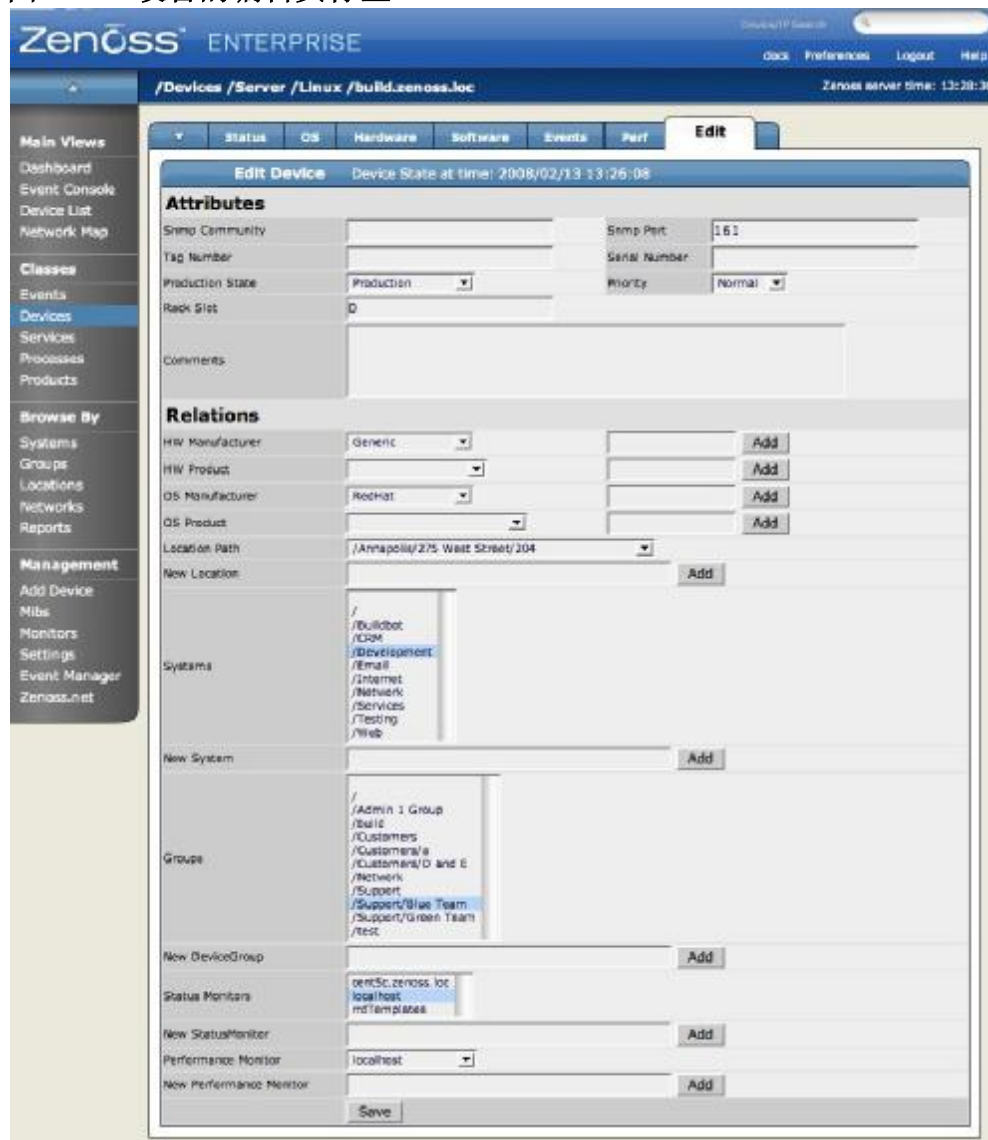 Zenoss ENTERPRISE
Device/IP Search
docs Preferences Logout Help
/Devices /Server /Linux /build.zenoss.loc
Zenoss server time: 13:28:3
Main Views
Dashboard
Event Console
Device List
Network Map
Classes
Events
Devices
Services
Processes
Products
Browse By
Systems
Groups
Locations
Networks
Reports
Management
Add Device
Mibs
Monitors
Settings
Event Manager
Zenoss.net
Status OS Hardware Software Events Perf Edit
Edit Device Device State at time: 2008/02/13 13:26:08
Attributes
Snmp Community Snmp Port 161
Tag Number Serial Number
Production State Production Priority Normal
Rack Slot 0
Comments
Relations
HW Manufacturer Generic Add
HW Product Add
OS Manufacturer RedHat Add
OS Product Add
Location Path /Annapolis/275 West Street/204
New Location Add
Systems
/
/Buildbot
/CRM
/Development
/Email
/Internet
/Network
/Services
/Testing
/Web
New System Add
Groups
/
/Admin 1 Group
/build
/Customers
/Customers/a
/Customers/D and E
/Network
/Support
/Support/Blue Team
/Support/Green Team
/test
New DeviceGroup Add
Status Monitors
cent5c.zenoss.loc
localhost
mdTemplates
New StatusMonitor Add
Performance Monitor localhost
New Performance Monitor Add
Save